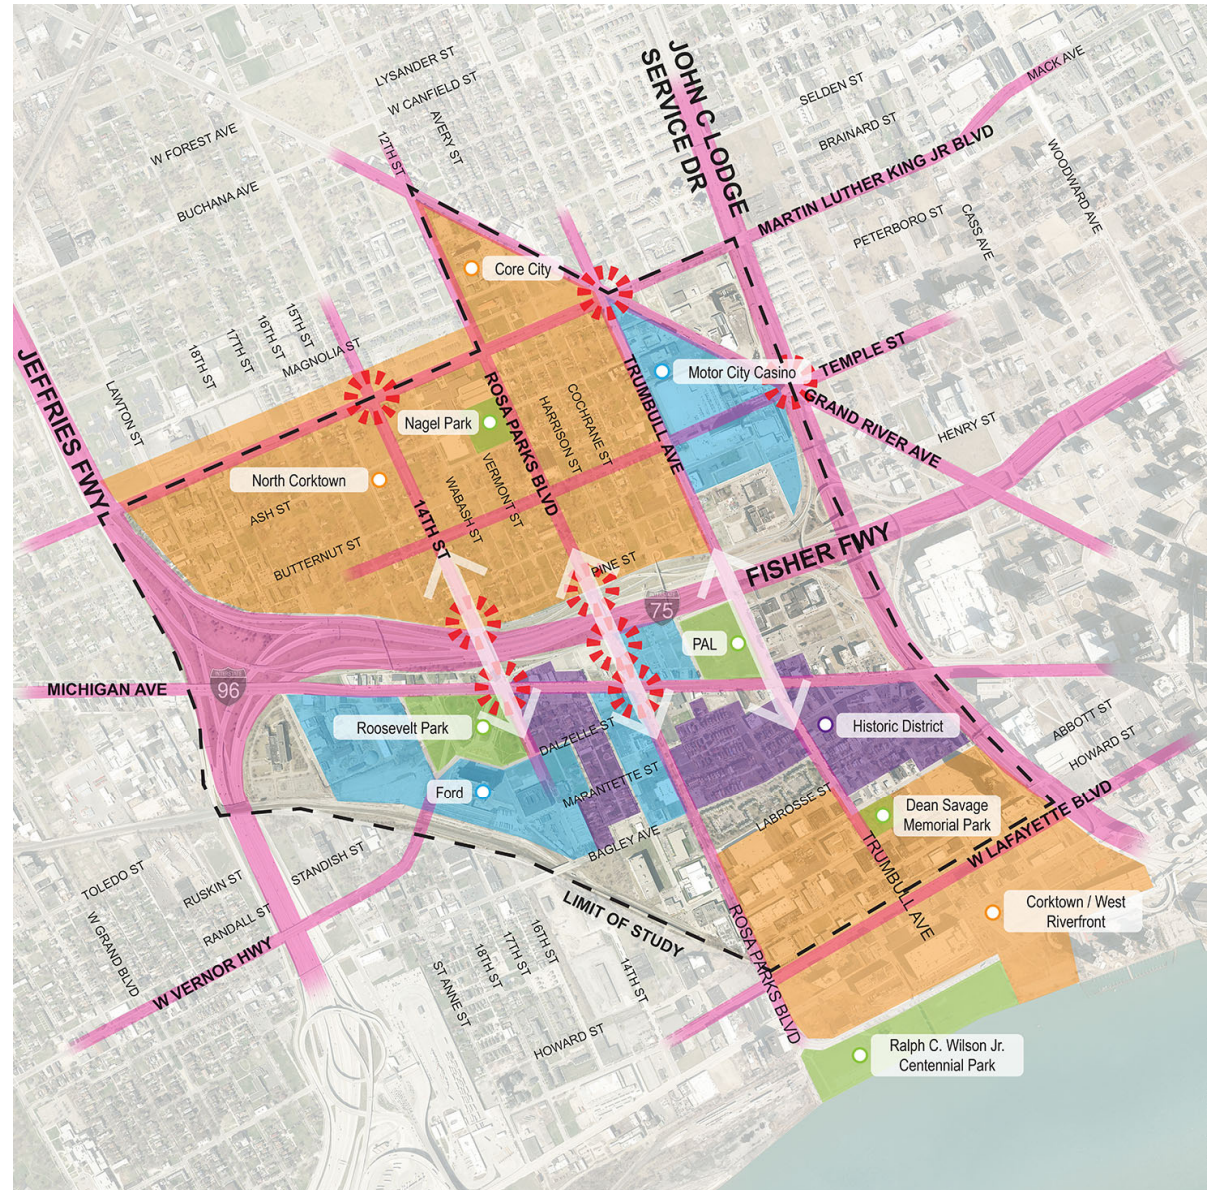 LYSANDER ST
W CANFIELD ST
AVERY ST
12TH ST
W FOREST AVE
BUCHANA AVE
JOHN C LODGE
SERVICE DR
SELDEN ST
BRAINARD ST
MACK AVE
MARTIN LUTHER KING JR BLVD
WOODWARD AVE
PETERBORO ST
CASS AVE
Core City
15TH ST
16TH ST
17TH ST
18TH ST
MAGNOLIA ST
LAWTON ST
JEFFRIES FWY
Motor City Casino
TEMPLE ST
GRAND RIVER AVE
HENRY ST
TRUMBULL AVE
ROSA PARKS BLVD
COCHRANE ST
HARRISON ST
Nagel Park
VERMONT ST
WABASH ST
North Corktown
14TH ST
ASH ST
BUTTERNUT ST
PINE ST
FISHER FWY
75
PAL
MICHIGAN AVE
96
Roosevelt Park
DALZELLE ST
Historic District
ABBOTT ST
HOWARD ST
Ford
MARANTETTE ST
LABROSSE ST
BAGLEY AVE
Dean Savage
Memorial Park
W LAFAYETTE BLVD
TRUMBULL AVE
TOLEDO ST
RUSKIN ST
STANDISH ST
RANDALL ST
W GRAND BLVD
W VERNOR HWY
LIMIT OF STUDY
Corktown / West
Riverfront
ROSA PARKS BLVD
16TH ST
17TH ST
18TH ST
14TH ST
ST ANNE ST
HOWARD ST
Ralph C. Wilson Jr.
Centennial Park